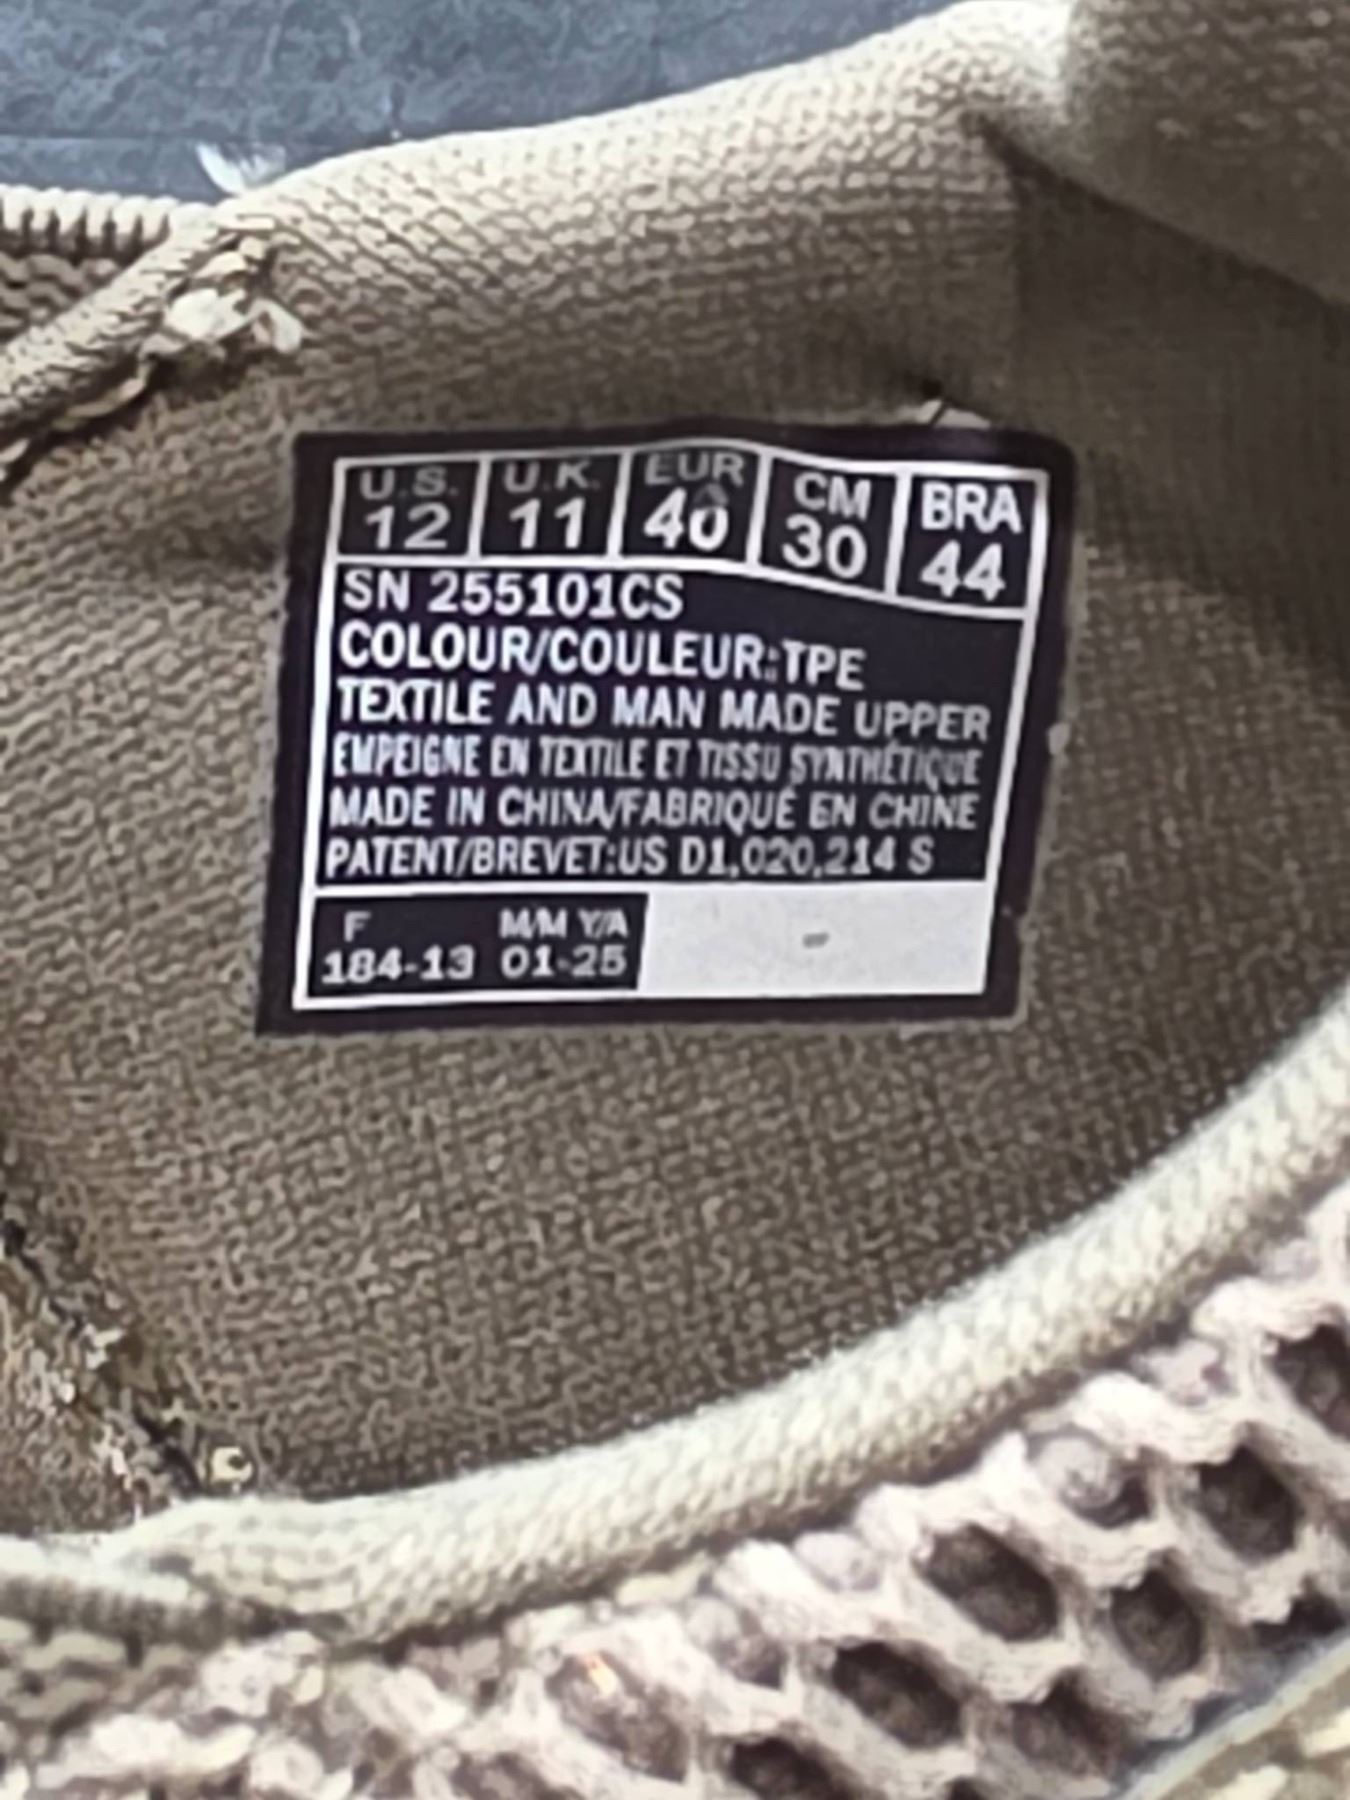 U.S. U.K. EUR CM BRA
12 11 40 30 44
SN 255101CS
COLOUR/COULEUR:TPE
TEXTILE AND MAN MADE UPPER
EMPEIGNE EN TEXTILE ET TISSU SYNTHÉTIQUE
MADE IN CHINA/FABRIQUÉ EN CHINE
PATENT/BREVET:US D1,020,214 S
F M/M Y/A
184-13 01-25